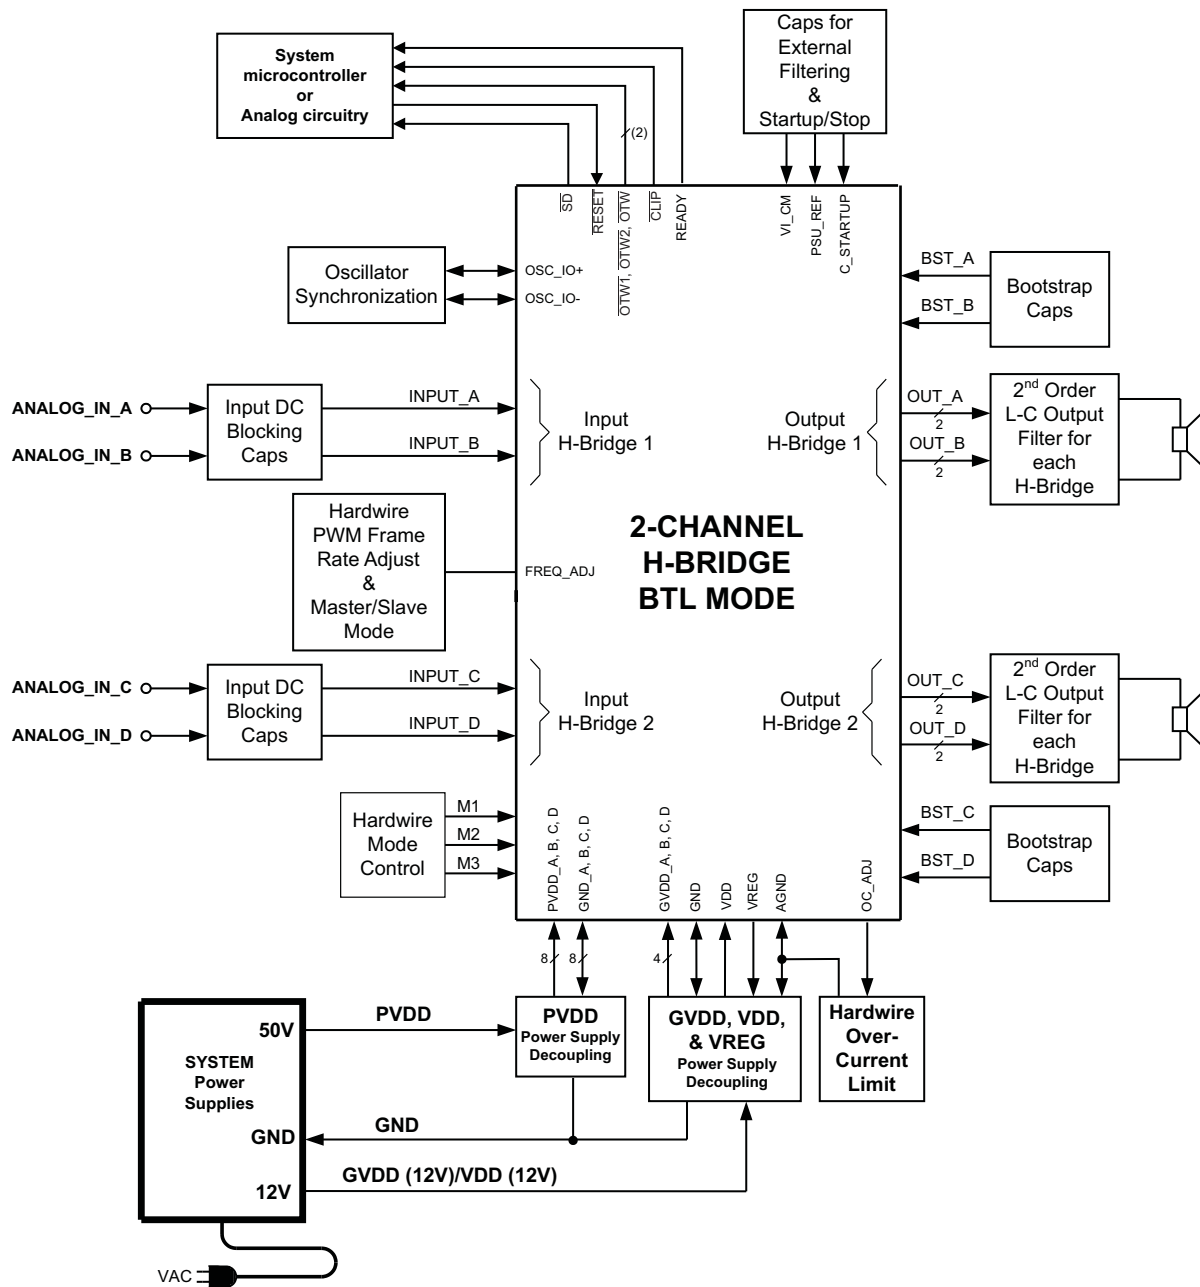 System
microcontroller
or
Analog circuitry
Caps for
External
Filtering
&
Startup/Stop
(2)
SD
RESET
OTW1, OTW2, OTW
CLIP
READY
VI_CM
PSU_REF
C_STARTUP
Oscillator
Synchronization
OSC_IO+
OSC_IO-
BST_A
BST_B
Bootstrap
Caps
ANALOG_IN_A
ANALOG_IN_B
Input DC
Blocking
Caps
INPUT_A
INPUT_B
Input
H-Bridge 1
Output
H-Bridge 1
OUT_A
2
OUT_B
2
2nd Order
L-C Output
Filter for
each
H-Bridge
Hardwire
PWM Frame
Rate Adjust
&
Master/Slave
Mode
FREQ_ADJ
2-CHANNEL
H-BRIDGE
BTL MODE
ANALOG_IN_C
ANALOG_IN_D
Input DC
Blocking
Caps
INPUT_C
INPUT_D
Input
H-Bridge 2
Output
H-Bridge 2
OUT_C
2
OUT_D
2
2nd Order
L-C Output
Filter for
each
H-Bridge
Hardwire
Mode
Control
M1
M2
M3
PVDD_A, B, C, D
GND_A, B, C, D
GVDD_A, B, C, D
GND
VDD
VREG
AGND
OC_ADJ
BST_C
BST_D
Bootstrap
Caps
8
8
4
PVDD
Power Supply
Decoupling
GVDD, VDD,
& VREG
Power Supply
Decoupling
Hardwire
Over-
Current
Limit
50V
PVDD
SYSTEM
Power
Supplies
GND
GND
12V
GVDD (12V)/VDD (12V)
VAC